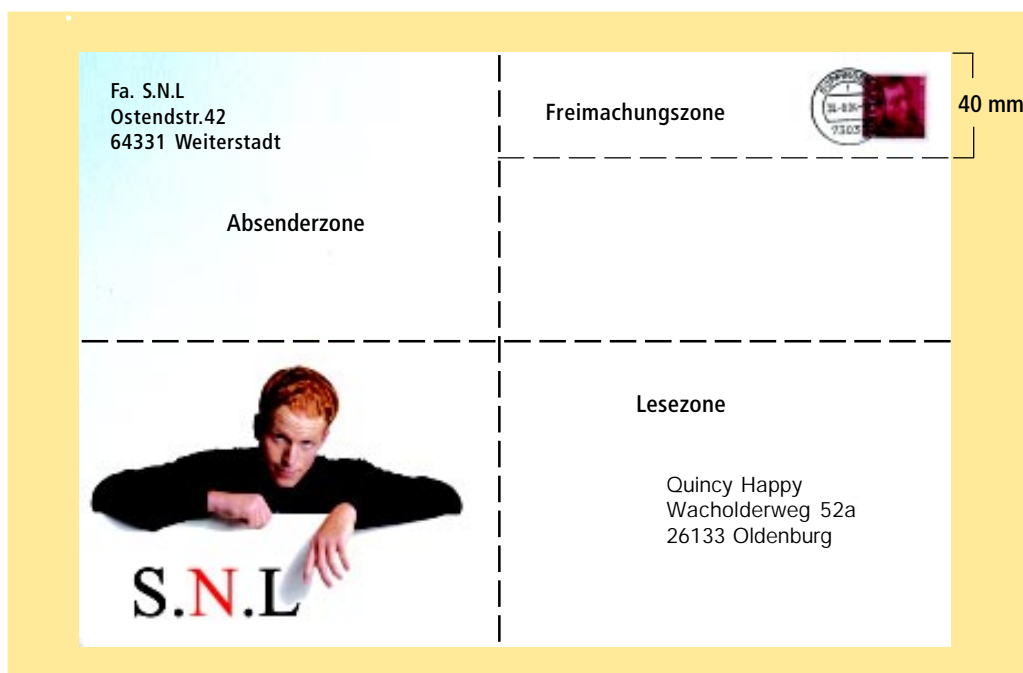 Fa. S.N.L
Ostendstr.42
64331 Weiterstadt
Freimachungszone
40 mm
Absenderzone
Lesezone
Quincy Happy
Wacholderweg 52a
26133 Oldenburg
S.N.L